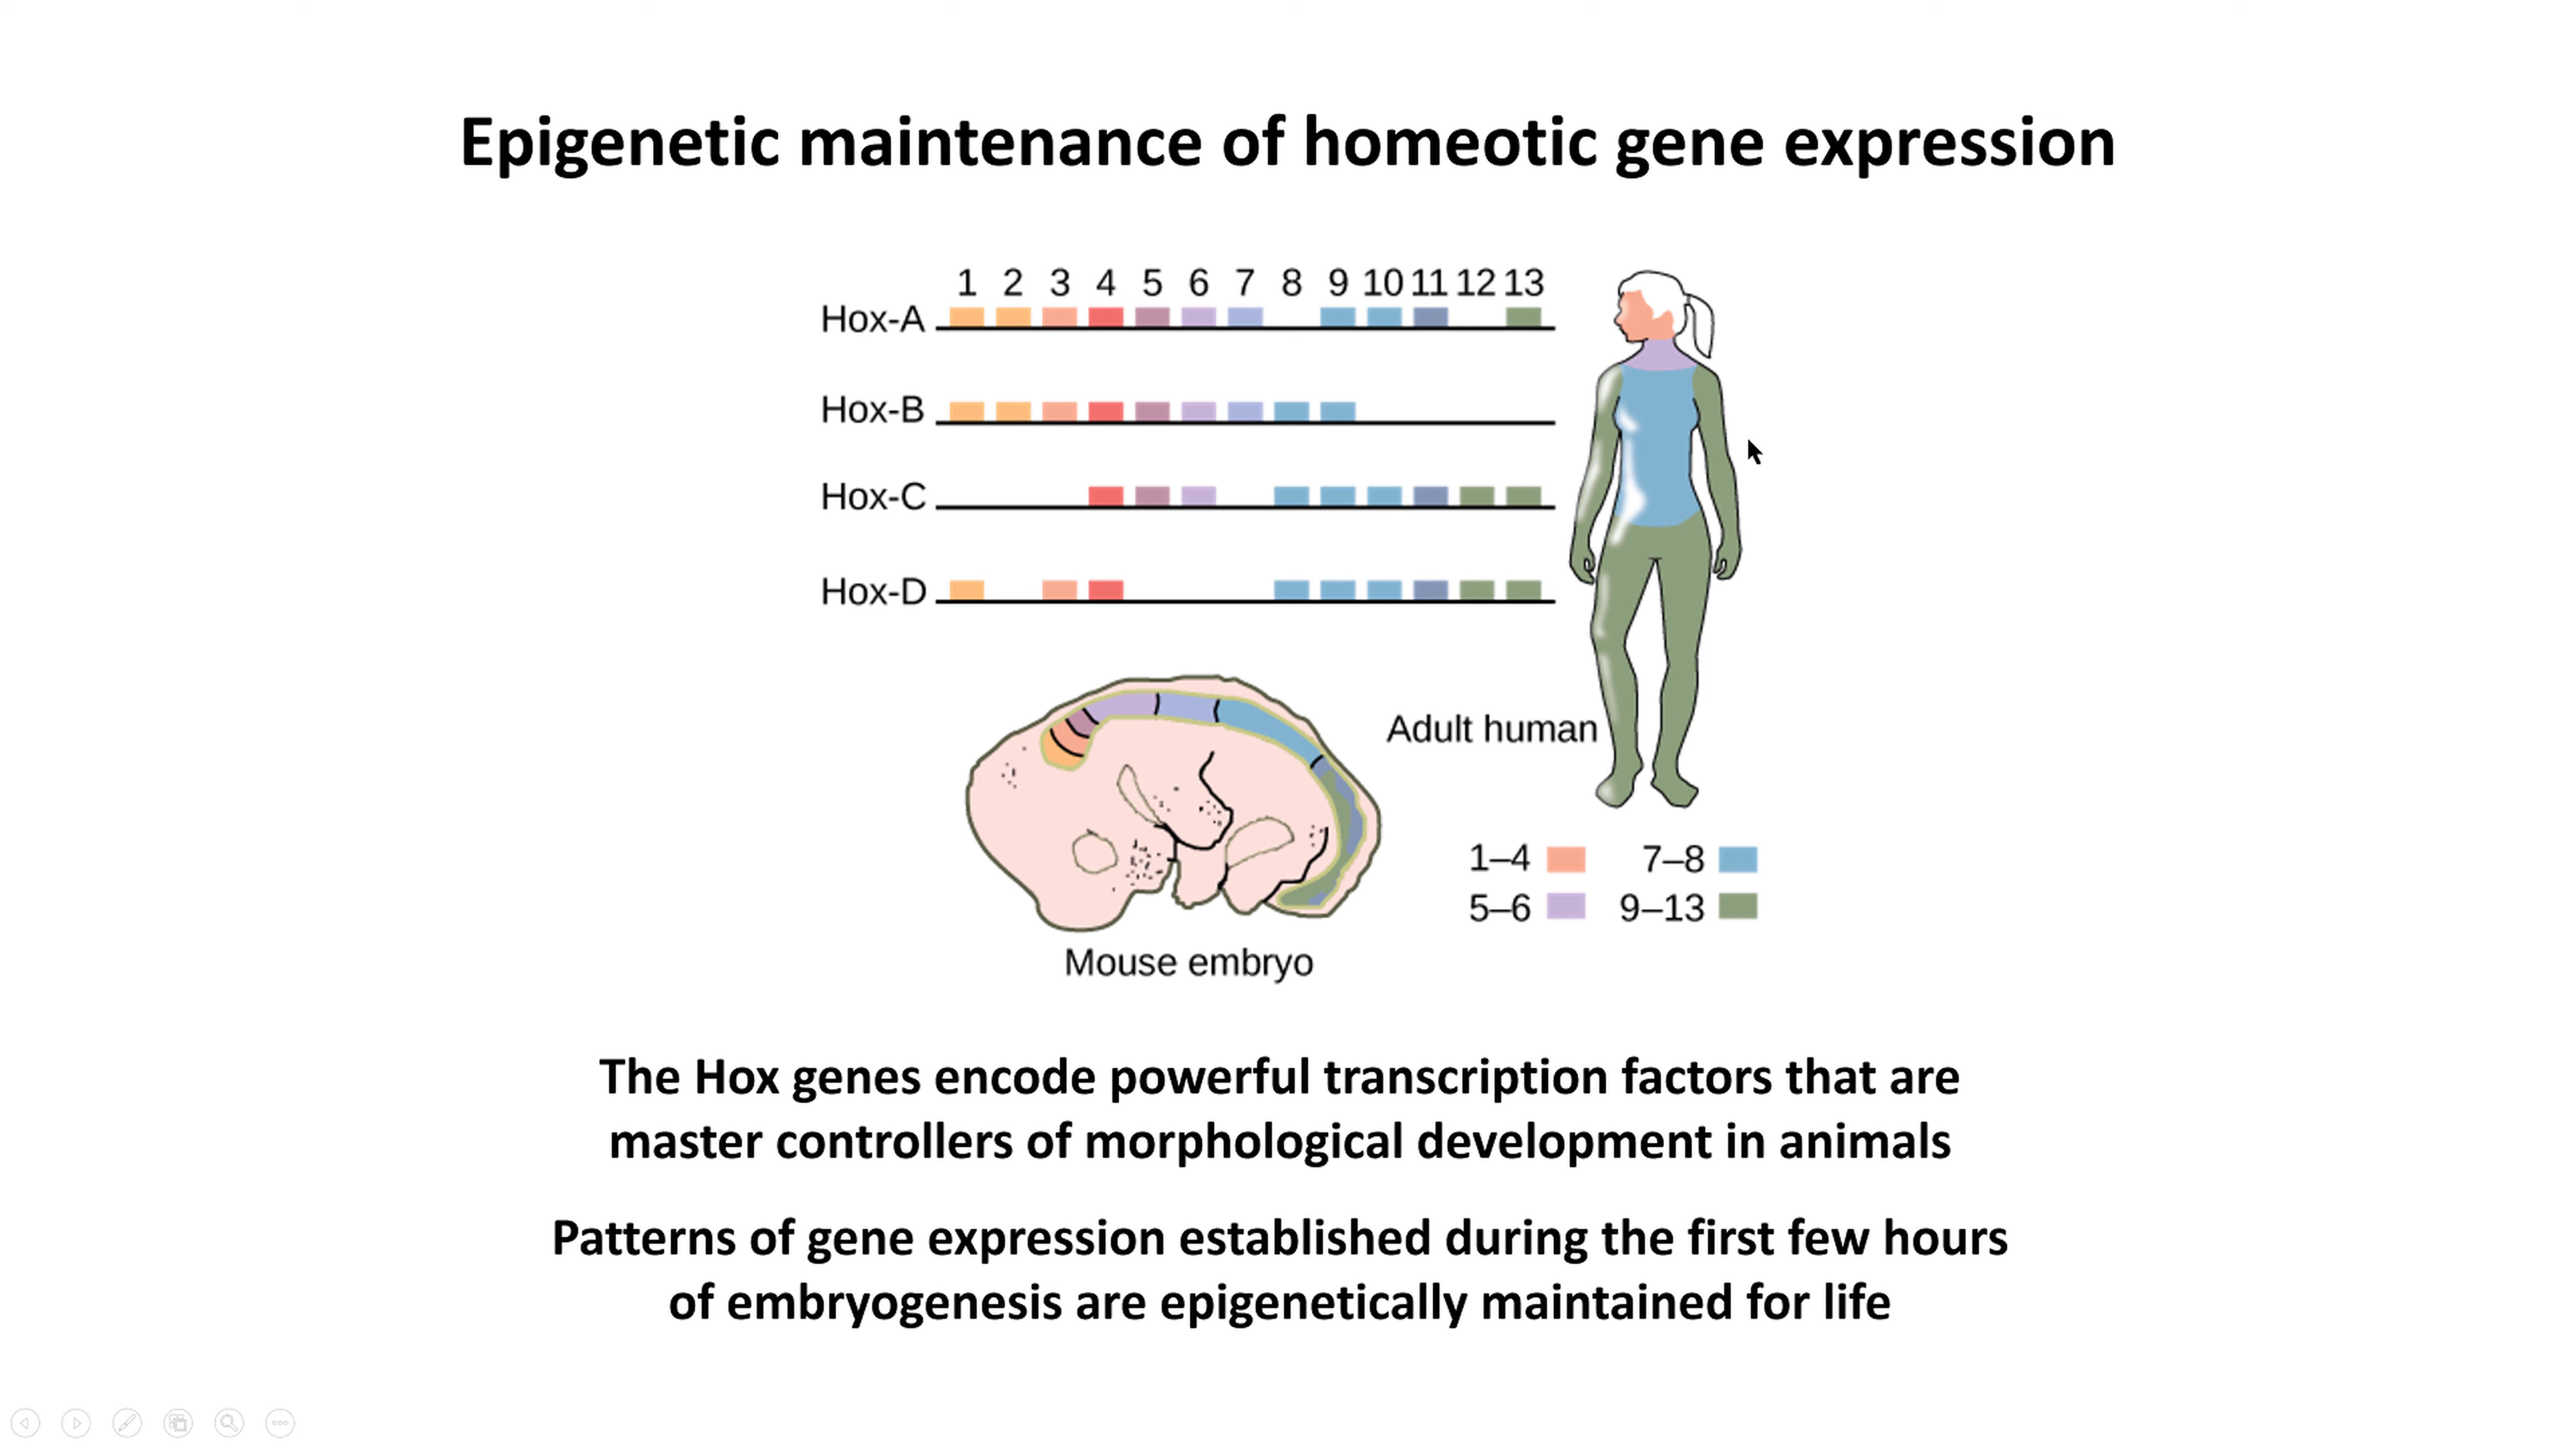 Epigenetic maintenance of homeotic gene expression
1 2 3 4 5 6 7 8 9 10 11 12 13
Hox-A
Hox-B
Hox-C
Hox-D
Adult human
1–4 7–8
5–6 9–13
Mouse embryo
The Hox genes encode powerful transcription factors that are
master controllers of morphological development in animals
Patterns of gene expression established during the first few hours
of embryogenesis are epigenetically maintained for life